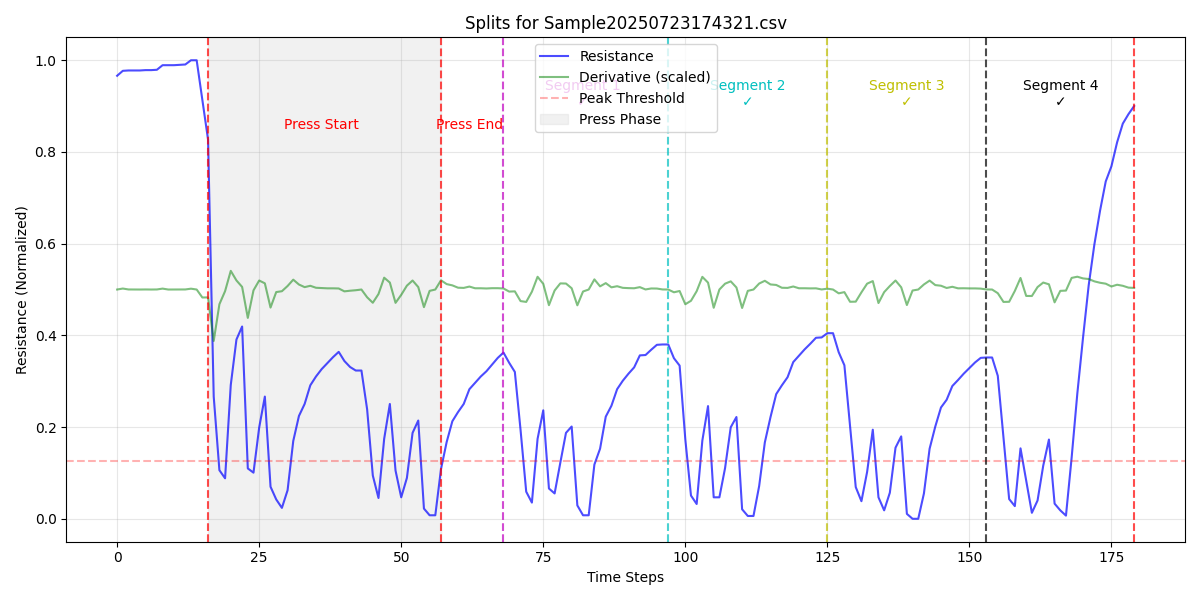 Splits for Sample20250723174321.csv
Resistance
Derivative (scaled)
Peak Threshold
Press Phase
Segment 1
Segment 2
✓
Segment 3
✓
Segment 4
✓
Press Start
Press End
Resistance (Normalized)
1.0
0.8
0.6
0.4
0.2
0.0
0
25
50
75
100
125
150
175
Time Steps